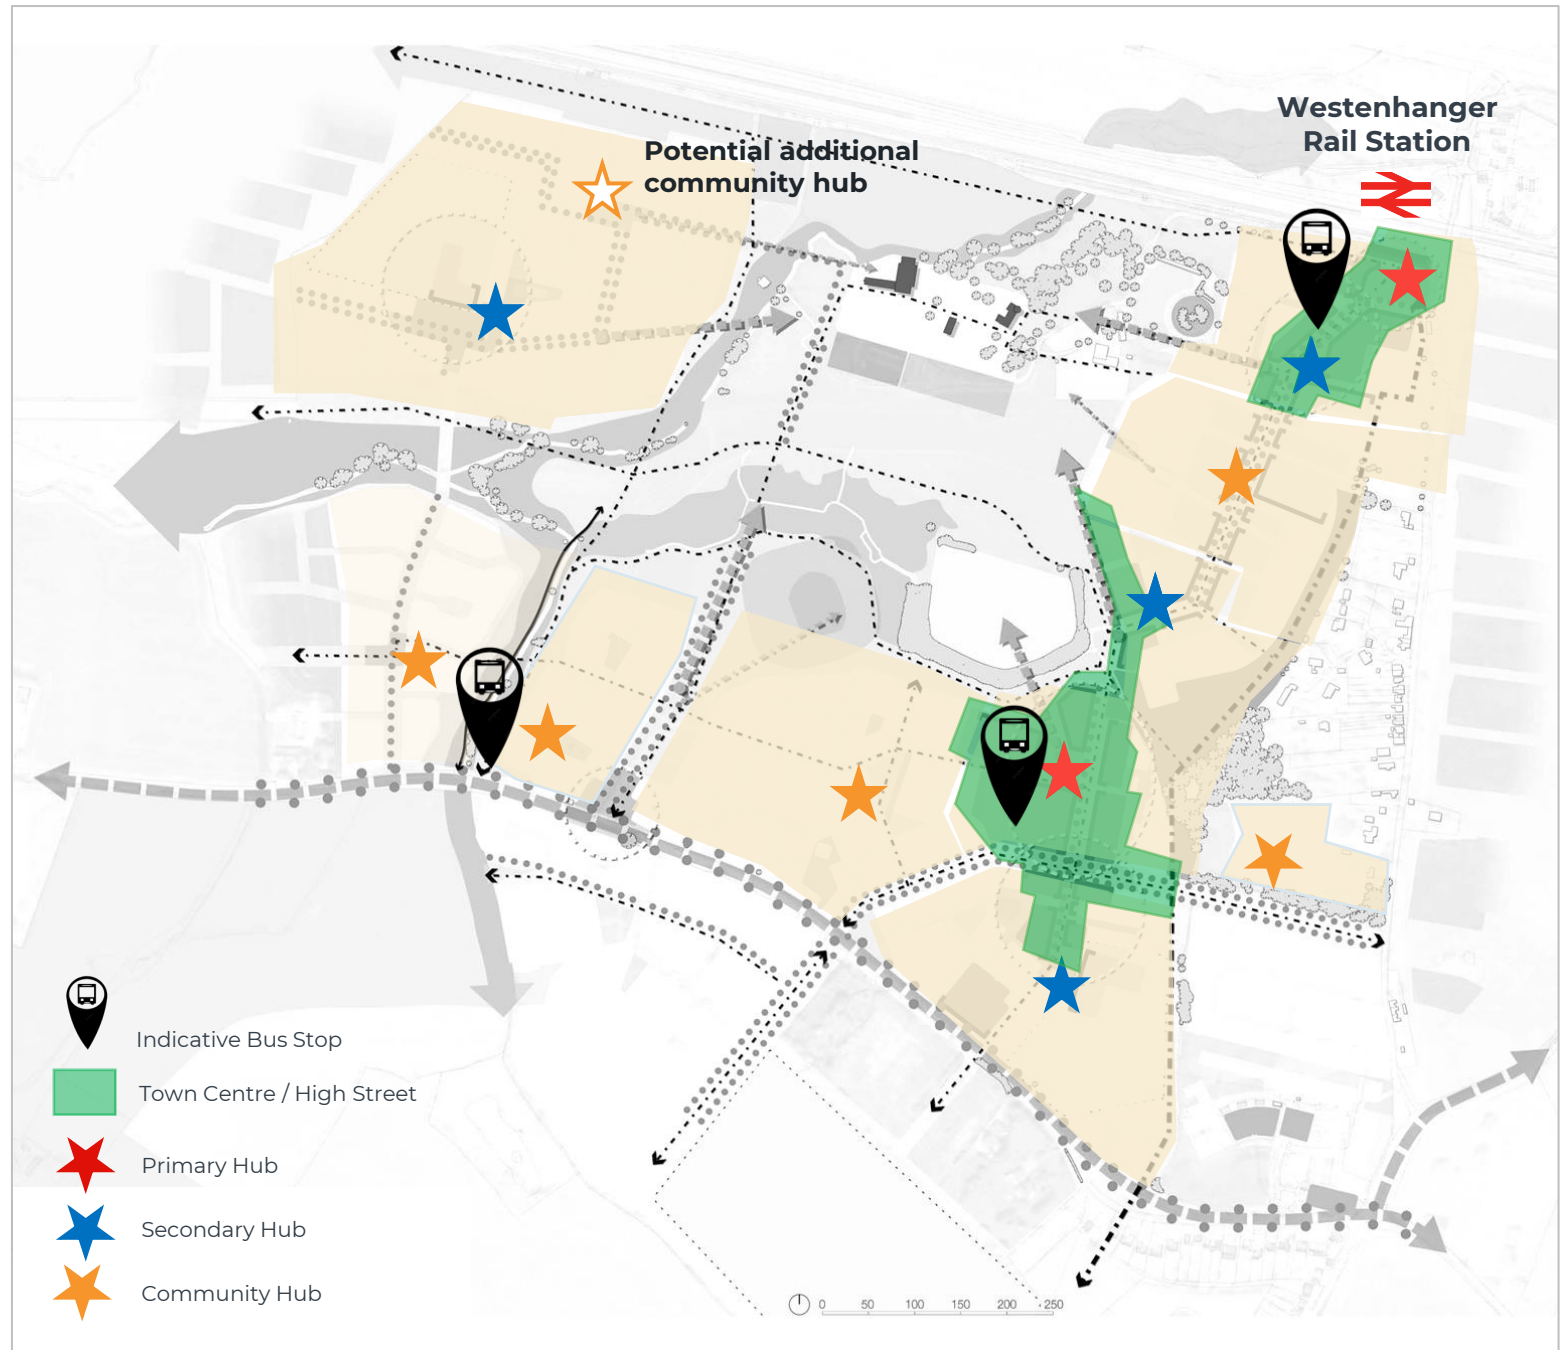 Westenhanger
Rail Station
Potential additional
community hub
Indicative Bus Stop
Town Centre / High Street
Primary Hub
Secondary Hub
Community Hub
0 50 100 150 200 250